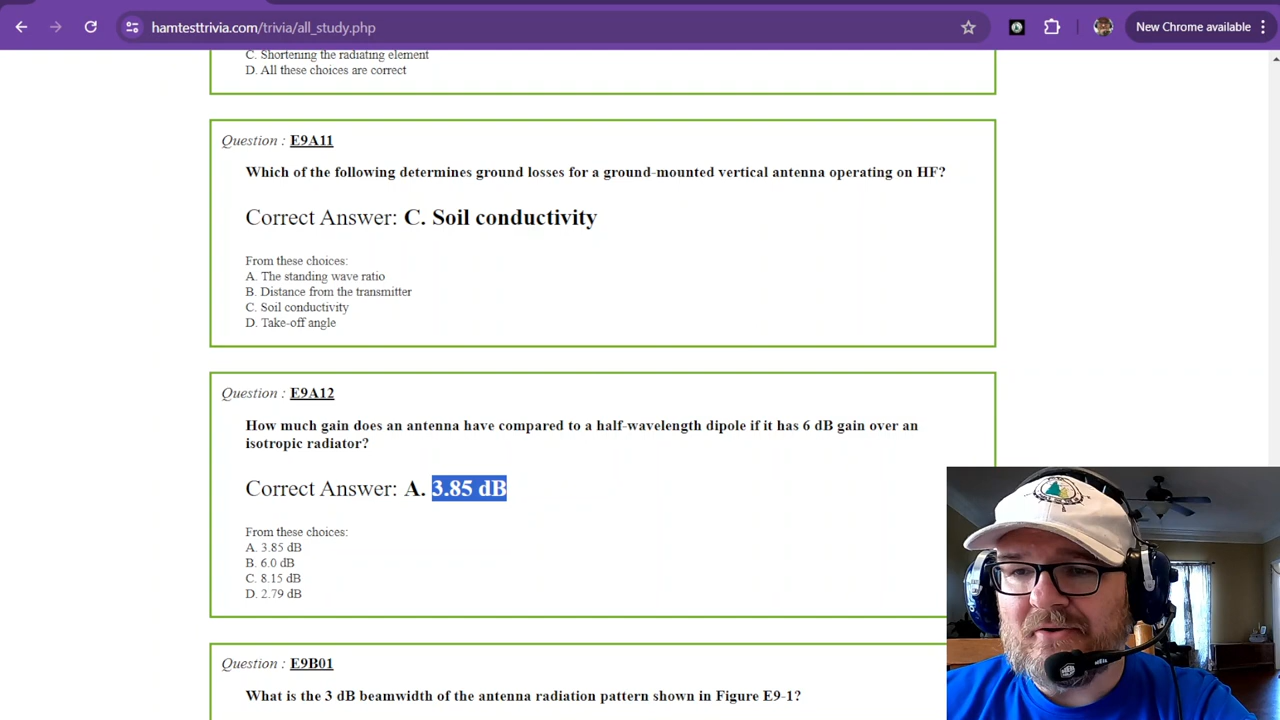 hamtesttrivia.com/trivia/all_study.php
New Chrome available
C. Shortening the radiating element
D. All these choices are correct
Question : E9A11
Which of the following determines ground losses for a ground-mounted vertical antenna operating on HF?
Correct Answer: C. Soil conductivity
From these choices:
A. The standing wave ratio
B. Distance from the transmitter
C. Soil conductivity
D. Take-off angle
Question : E9A12
How much gain does an antenna have compared to a half-wavelength dipole if it has 6 dB gain over an
isotropic radiator?
Correct Answer: A. 3.85 dB
From these choices:
A. 3.85 dB
B. 6.0 dB
C. 8.15 dB
D. 2.79 dB
Question : E9B01
What is the 3 dB beamwidth of the antenna radiation pattern shown in Figure E9-1?